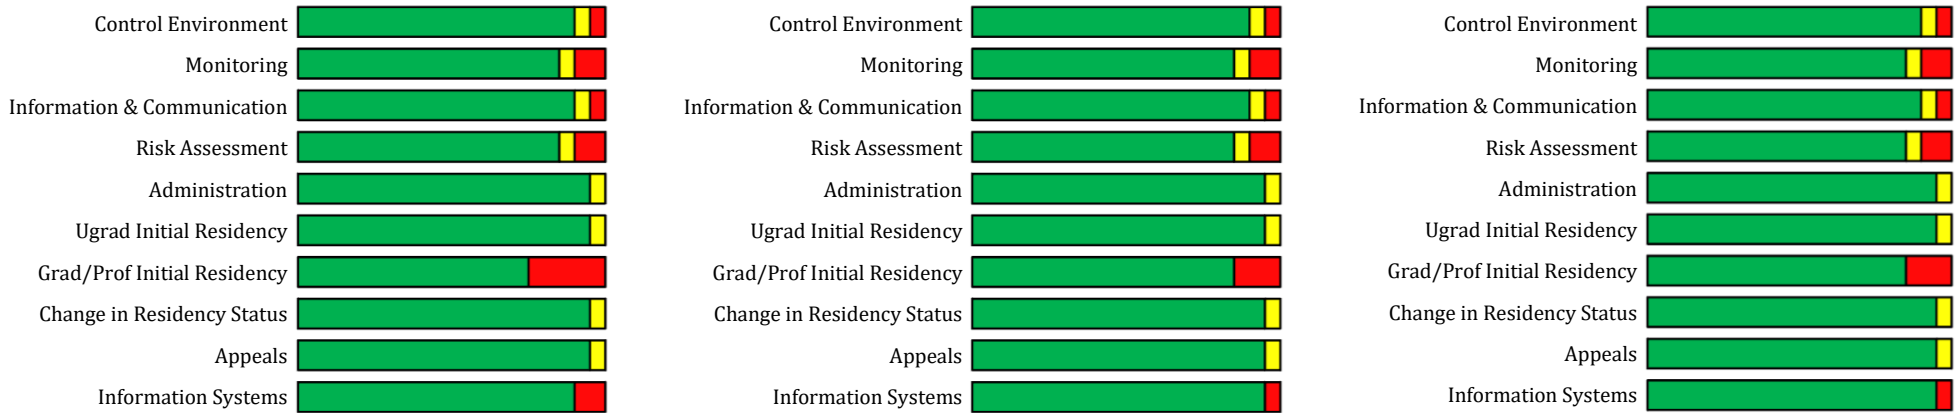 Control Environment
Monitoring
Information & Communication
Risk Assessment
Administration
Ugrad Initial Residency
Grad/Prof Initial Residency
Change in Residency Status
Appeals
Information Systems
Control Environment
Monitoring
Information & Communication
Risk Assessment
Administration
Ugrad Initial Residency
Grad/Prof Initial Residency
Change in Residency Status
Appeals
Information Systems
Control Environment
Monitoring
Information & Communication
Risk Assessment
Administration
Ugrad Initial Residency
Grad/Prof Initial Residency
Change in Residency Status
Appeals
Information Systems